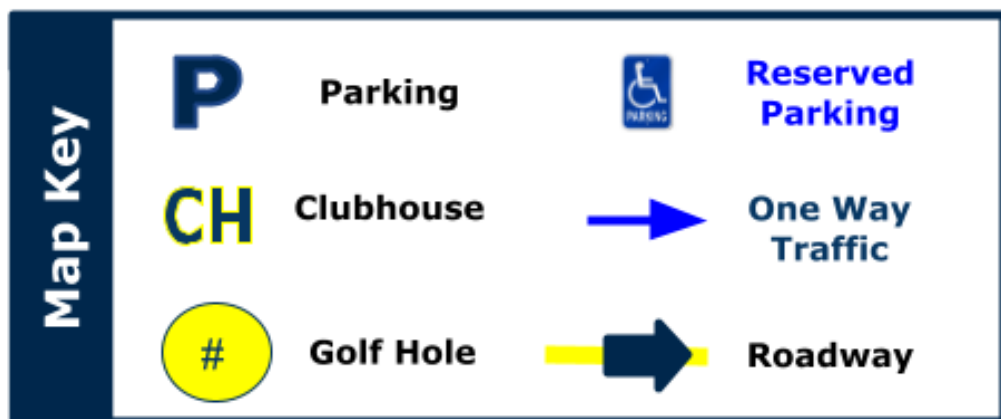 Map Key
P
Parking
PARKING
Reserved
Parking
CH
Clubhouse
One Way
Traffic
#
Golf Hole
Roadway